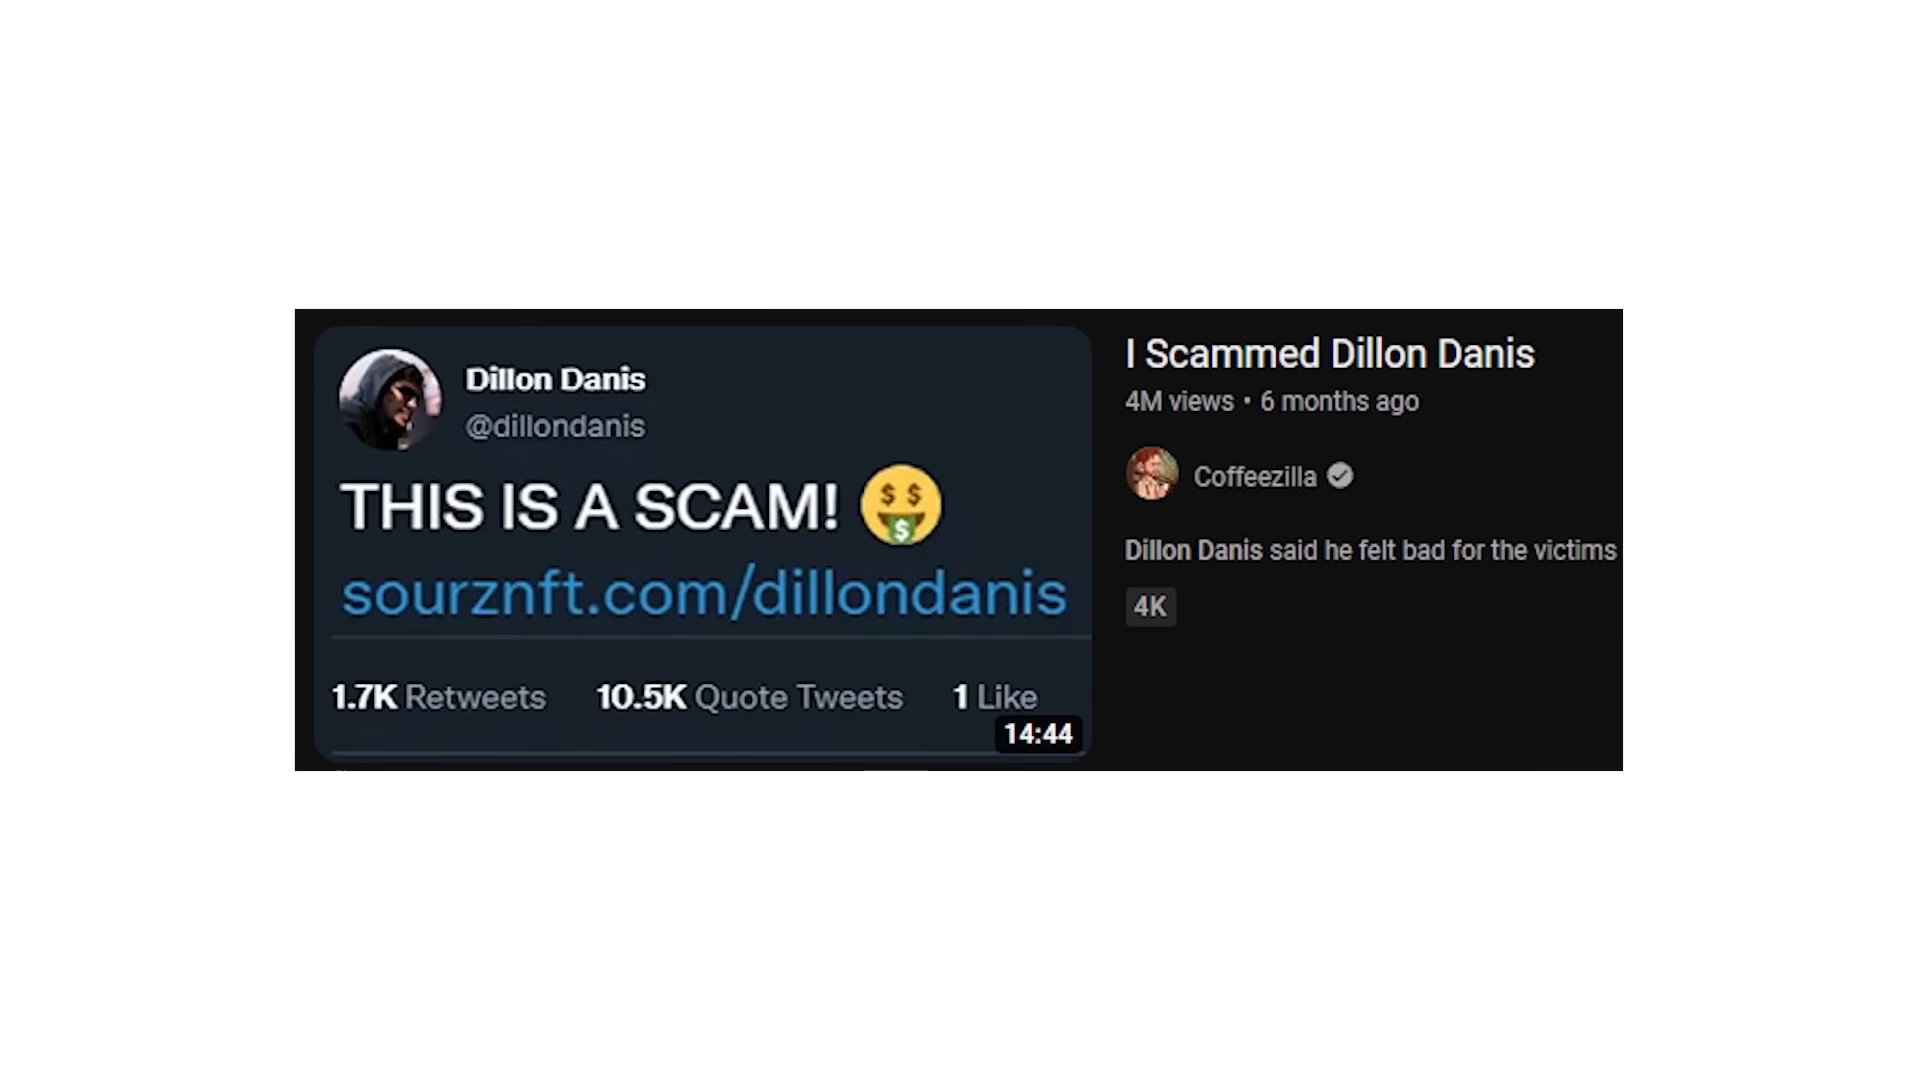 Dillon Danis
@dillondanis
THIS IS A SCAM! 🤑
sourznft.com/dillondanis
1.7K Retweets 10.5K Quote Tweets 1 Like
14:44
I Scammed Dillon Danis
4M views • 6 months ago
Coffeezilla
Dillon Danis said he felt bad for the victims
4K